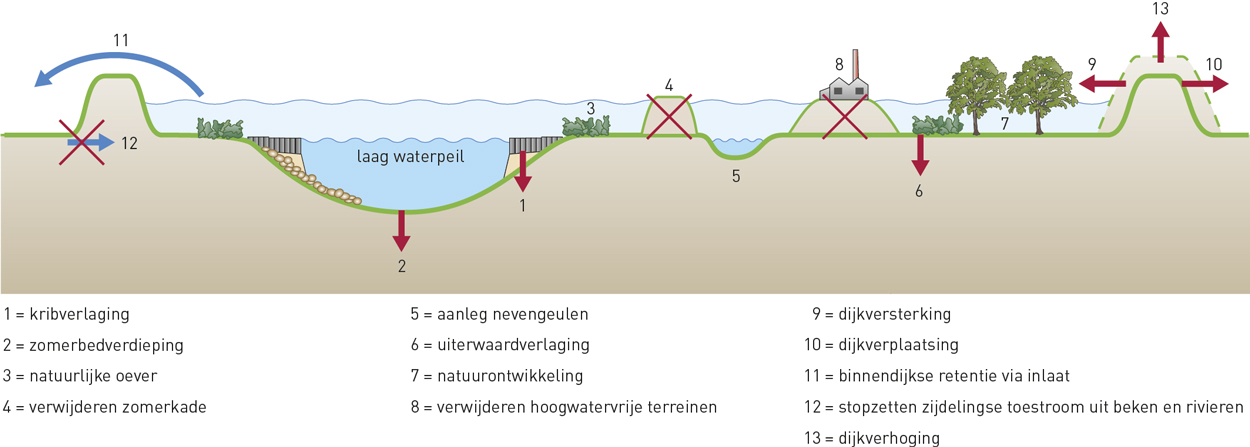 13
11
4
8
9
10
3
12
7
laag waterpeil
5
6
1
2
1 = kribverlaging
2 = zomerbedverdieping
3 = natuurlijke oever
4 = verwijderen zomerkade
5 = aanleg nevengeulen
6 = uiterwaardverlaging
7 = natuurontwikkeling
8 = verwijderen hoogwatervrije terreinen
9 = dijkversterking
10 = dijkverplaatsing
11 = binnendijkse retentie via inlaat
12 = stopzetten zijdelingse toestroom uit beken en rivieren
13 = dijkverhoging